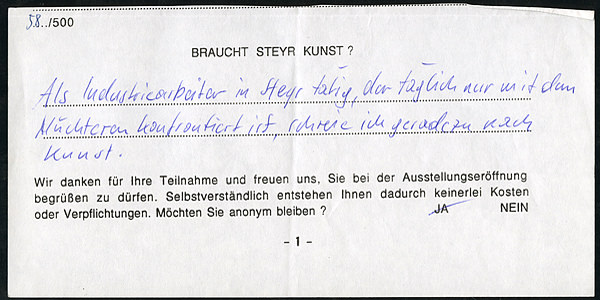 58../500
BRAUCHT STEYR KUNST ?
Als Industriearbeiter in Steyr tätig, der täglich nur mit dem
Nüchteren konfrontiert ist, schreie ich geradezu nach
Kunst.
Wir danken für Ihre Teilnahme und freuen uns, Sie bei der Ausstellungseröffnung
begrüßen zu dürfen. Selbstverständlich entstehen Ihnen dadurch keinerlei Kosten
oder Verpflichtungen. Möchten Sie anonym bleiben ? JA NEIN
- 1 -